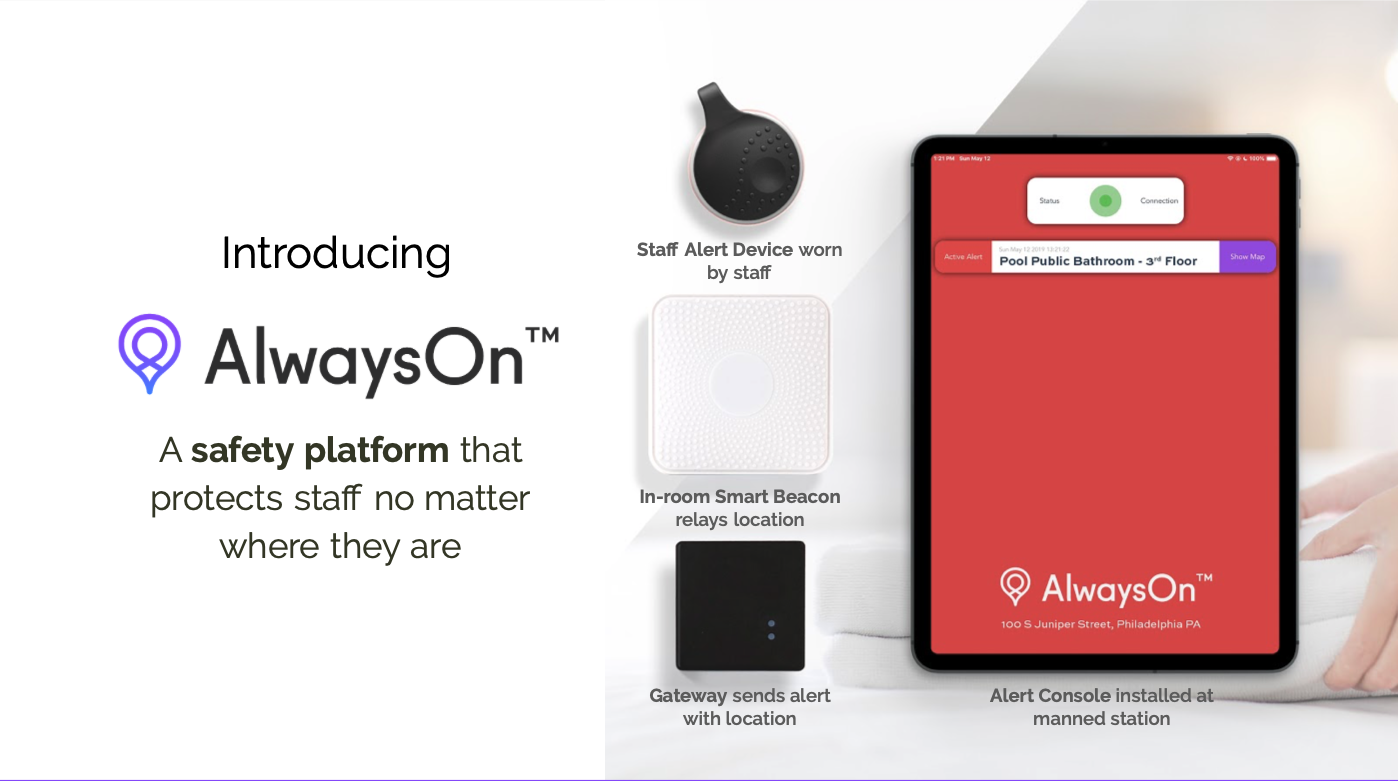 Introducing
AlwaysOn™
A safety platform that
protects staff no matter
where they are
Staff Alert Device worn
by staff
In-room Smart Beacon
relays location
Gateway sends alert
with location
1:21 PM Sun May 12
100%
Status
Connection
Active Alert
Sun May 12 2019 13:21:22
Pool Public Bathroom - 3rd Floor
Show Map
AlwaysOn™
100 S Juniper Street, Philadelphia PA
Alert Console installed at
manned station